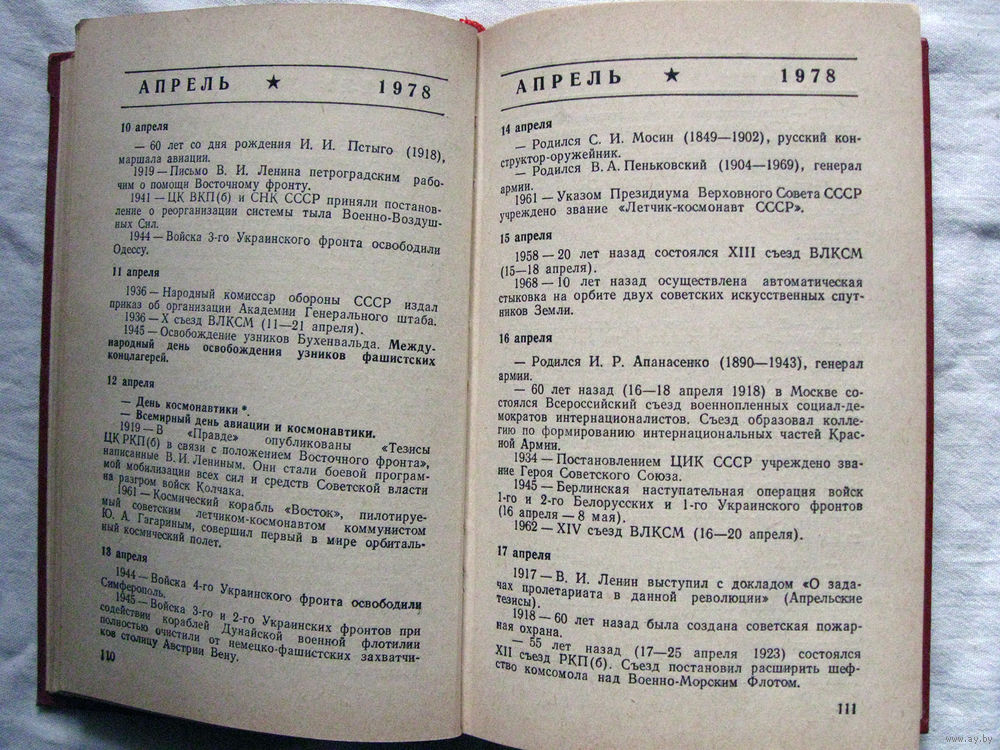 АПРЕЛЬ ★ 1978
10 апреля
— 60 лет со дня рождения И. И. Пстыго (1918),
маршала авиации.
1919 — Письмо В. И. Ленина петроградским рабо-
чим о помощи Восточному фронту.
1941 — ЦК ВКП(б) и СНК СССР приняли постанов-
ление о реорганизации системы тыла Военно-Воздуш-
ных Сил.
1944 — Войска 3-го Украинского фронта освободили
Одессу.
11 апреля
1936 — Народный комиссар обороны СССР издал
приказ об организации Академии Генерального штаба.
1936 — X съезд ВЛКСМ (11—21 апреля).
1945 — Освобождение узников Бухенвальда. Между-
народный день освобождения узников фашистских
концлагерей.
12 апреля
— День космонавтики *.
— Всемирный день авиации и космонавтики.
1919 — В «Правде» опубликованы «Тезисы
ЦК РКП(б) в связи с положением Восточного фронта»,
написанные В. И. Лениным. Они стали боевой програм-
мой мобилизации всех сил и средств Советской власти
на разгром войск Колчака.
1961 — Космический корабль «Восток», пилотируе-
мый советским летчиком-космонавтом коммунистом
Ю. А. Гагариным, совершил первый в мире орбиталь-
ный космический полет.
13 апреля
1944 — Войска 4-го Украинского фронта освободили
Симферополь.
1945 — Войска 3-го и 2-го Украинских фронтов при
содействии кораблей Дунайской военной флотилии
полностью очистили от немецко-фашистских захватчи-
ков столицу Австрии Вену.
110
АПРЕЛЬ ★ 1978
14 апреля
— Родился С. И. Мосин (1849—1902), русский кон-
структор-оружейник.
— Родился В. А. Пеньковский (1904—1969), генерал
армии.
1961 — Указом Президиума Верховного Совета СССР
учреждено звание «Летчик-космонавт СССР».
15 апреля
1958 — 20 лет назад состоялся XIII съезд ВЛКСМ
(15—18 апреля).
1968 — 10 лет назад осуществлена автоматическая
стыковка на орбите двух советских искусственных спут-
ников Земли.
16 апреля
— Родился И. Р. Апанасенко (1890—1943), генерал
армии.
— 60 лет назад (16—18 апреля 1918) в Москве со-
стоялся Всероссийский съезд военнопленных социал-де-
мократов интернационалистов. Съезд образовал колле-
гию по формированию интернациональных частей Крас-
ной Армии.
1934 — Постановлением ЦИК СССР учреждено зва-
ние Героя Советского Союза.
1945 — Берлинская наступательная операция войск
1-го и 2-го Белорусских и 1-го Украинского фронтов
(16 апреля — 8 мая).
1962 — XIV съезд ВЛКСМ (16—20 апреля).
17 апреля
1917 — В. И. Ленин выступил с докладом «О зада-
чах пролетариата в данной революции» (Апрельские
тезисы).
1918 — 60 лет назад была создана советская пожар-
ная охрана.
— 55 лет назад (17—25 апреля 1923) состоялся
XII съезд РКП(б). Съезд постановил расширить шеф-
ство комсомола над Военно-Морским Флотом.
111
www.ay.by